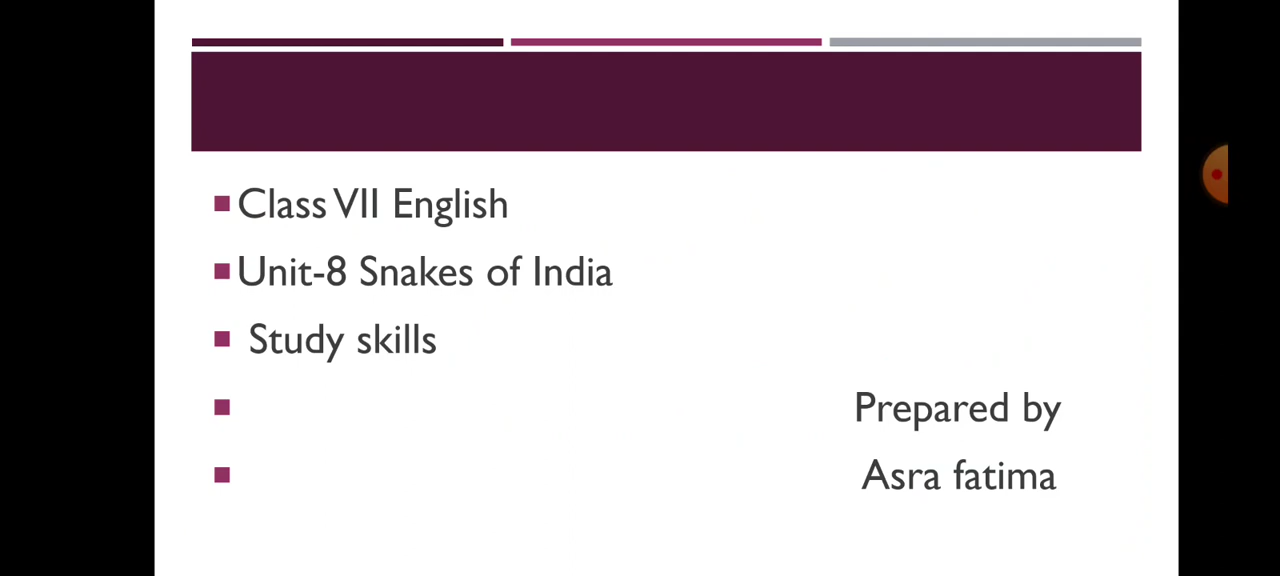 Class VII English
Unit-8 Snakes of India
Study skills
Prepared by
Asra fatima